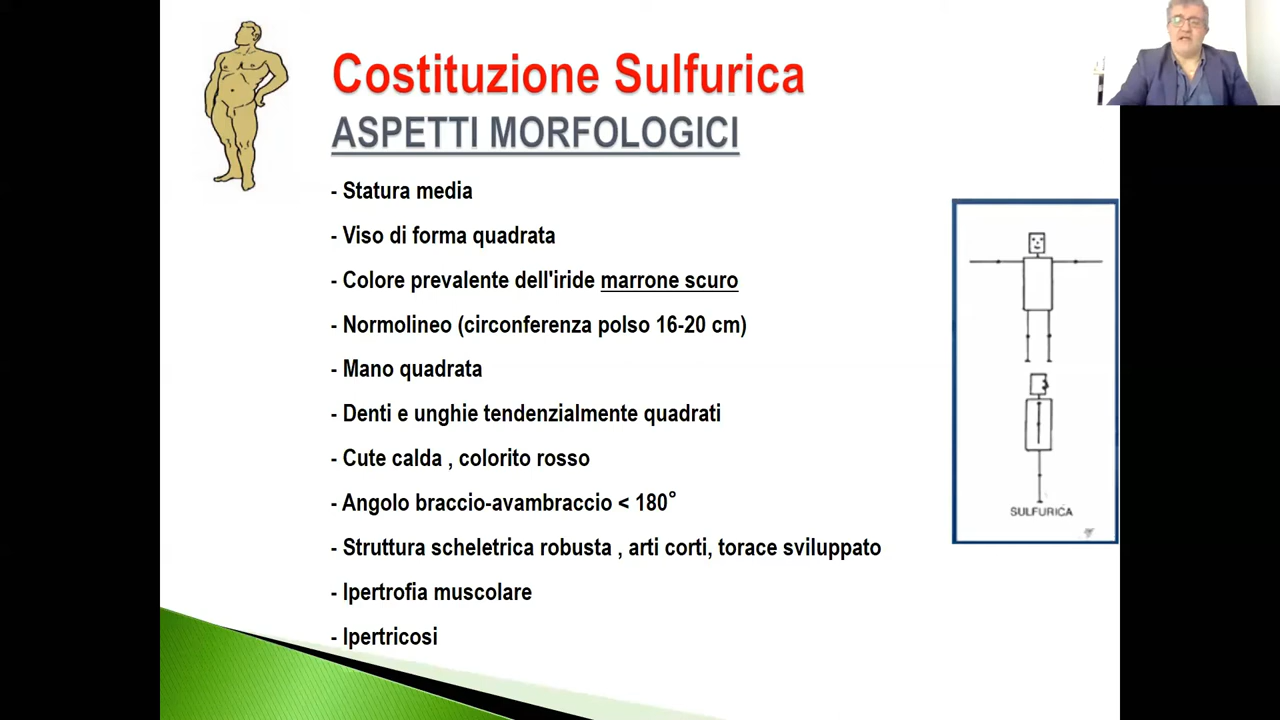 Costituzione Sulfurica
ASPETTI MORFOLOGICI
- Statura media
- Viso di forma quadrata
- Colore prevalente dell'iride marrone scuro
- Normolineo (circonferenza polso 16-20 cm)
- Mano quadrata
- Denti e unghie tendenzialmente quadrati
- Cute calda , colorito rosso
- Angolo braccio-avambraccio < 180°
- Struttura scheletrica robusta , arti corti, torace sviluppato
- Ipertrofia muscolare
- Ipertricosi
SULFURICA